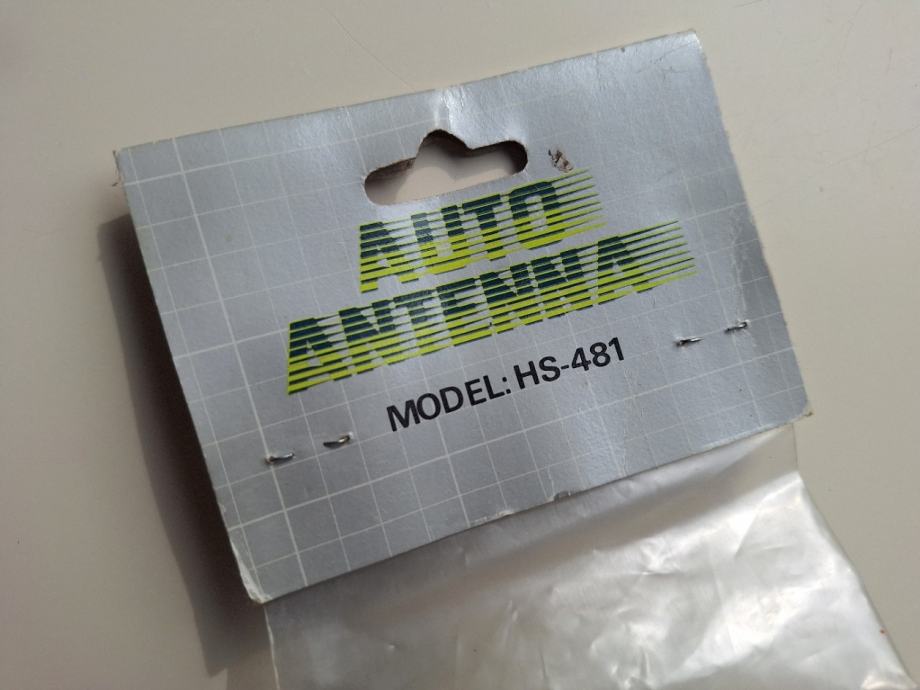 AUTO
ANTENNA
MODEL: HS-481